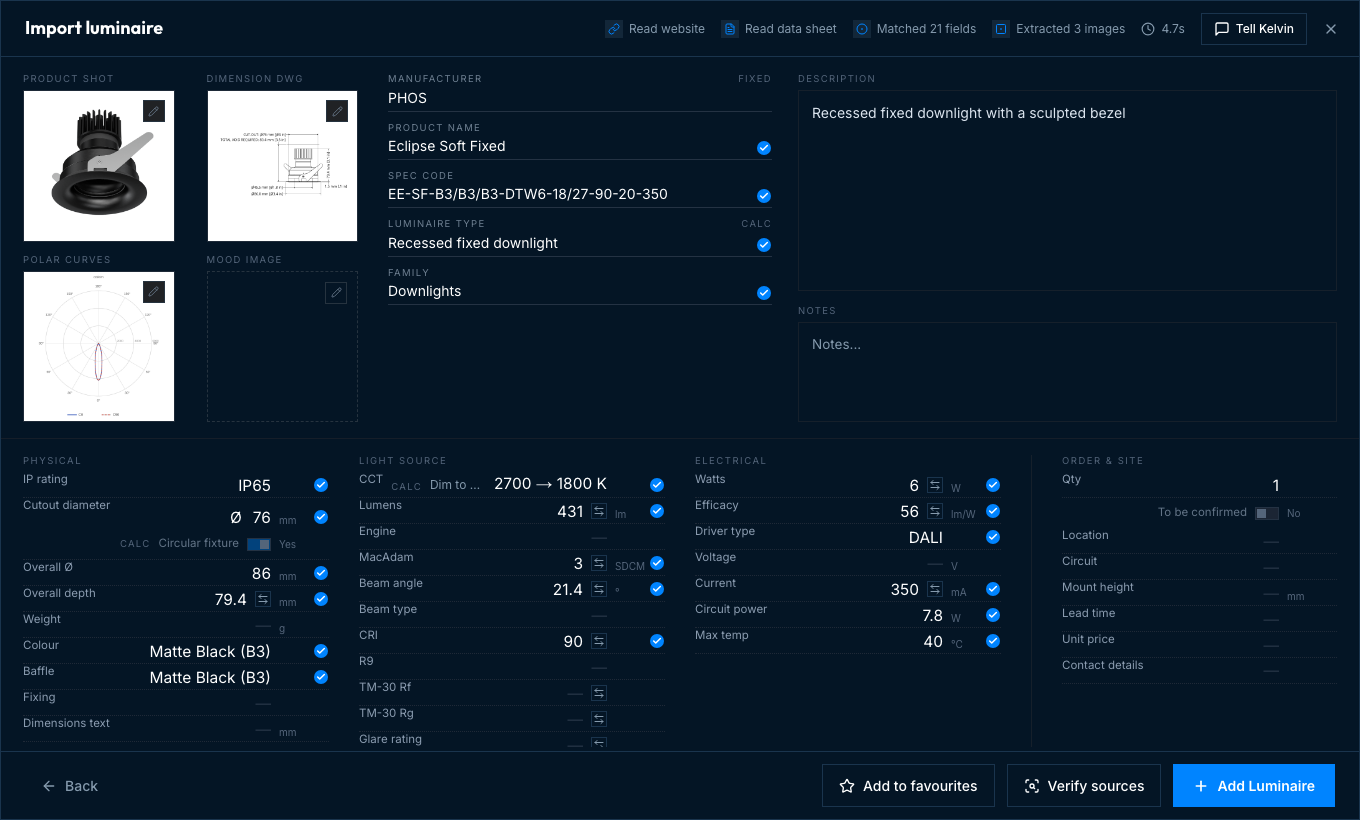 Import luminaire
Read website
Read data sheet
Matched 21 fields
Extracted 3 images
4.7s
Tell Kelvin
PRODUCT SHOT
DIMENSION DWG
POLAR CURVES
MOOD IMAGE
MANUFACTURER FIXED
PHOS
PRODUCT NAME
Eclipse Soft Fixed
SPEC CODE
EE-SF-B3/B3/B3-DTW6-18/27-90-20-350
LUMINAIRE TYPE CALC
Recessed fixed downlight
FAMILY
Downlights
DESCRIPTION
Recessed fixed downlight with a sculpted bezel
NOTES
Notes...
PHYSICAL
IP rating IP65
Cutout diameter Ø 76 mm
CALC Circular fixture Yes
Overall Ø 86 mm
Overall depth 79.4 mm
Weight — g
Colour Matte Black (B3)
Baffle Matte Black (B3)
Fixing —
Dimensions text — mm
LIGHT SOURCE
CCT CALC Dim to ... 2700 → 1800 K
Lumens 431 lm
Engine —
MacAdam 3 SDCM
Beam angle 21.4 °
Beam type —
CRI 90
R9 —
TM-30 Rf —
TM-30 Rg —
Glare rating —
ELECTRICAL
Watts 6 W
Efficacy 56 lm/W
Driver type DALI
Voltage — V
Current 350 mA
Circuit power 7.8 W
Max temp 40 °C
ORDER & SITE
Qty 1
To be confirmed No
Location —
Circuit —
Mount height — mm
Lead time —
Unit price —
Contact details —
Back
Add to favourites
Verify sources
Add Luminaire